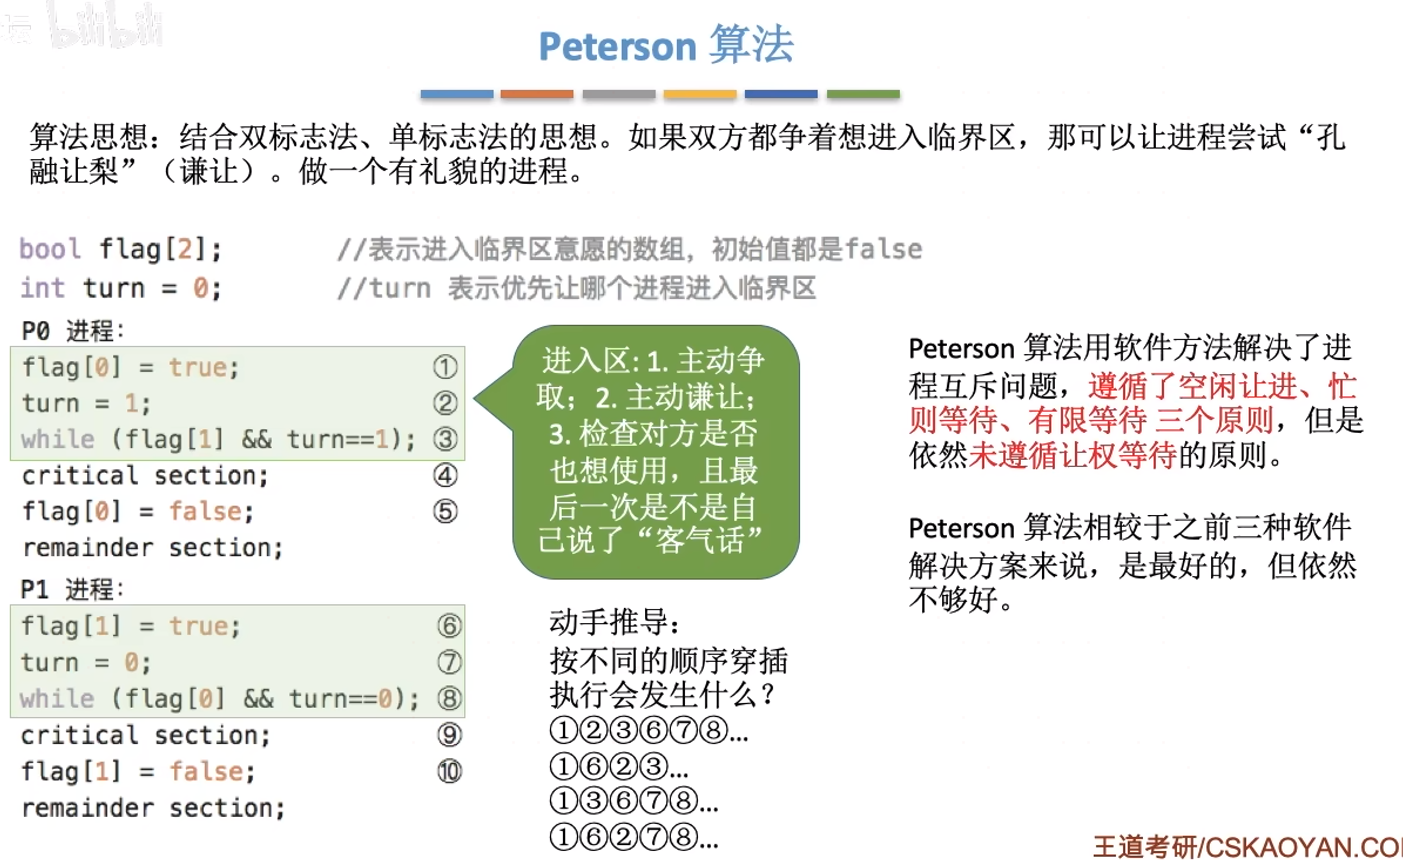 坛 bilibili
Peterson 算法
算法思想：结合双标志法、单标志法的思想。如果双方都争着想进入临界区，那可以让进程尝试“孔
融让梨”（谦让）。做一个有礼貌的进程。
bool flag[2]; //表示进入临界区意愿的数组，初始值都是false
int turn = 0; //turn 表示优先让哪个进程进入临界区
P0 进程:
flag[0] = true; ①
turn = 1; ②
while (flag[1] && turn==1); ③
critical section; ④
flag[0] = false; ⑤
remainder section;
P1 进程:
flag[1] = true; ⑥
turn = 0; ⑦
while (flag[0] && turn==0); ⑧
critical section; ⑨
flag[1] = false; ⑩
remainder section;
进入区: 1. 主动争
取；2. 主动谦让；
3. 检查对方是否
也想使用，且最
后一次是不是自
己说了“客气话”
动手推导：
按不同的顺序穿插
执行会发生什么？
①②③⑥⑦⑧...
①⑥②③...
①③⑥⑦⑧...
①⑥②⑦⑧...
Peterson 算法用软件方法解决了进
程互斥问题，遵循了空闲让进、忙
则等待、有限等待 三个原则，但是
依然未遵循让权等待的原则。
Peterson 算法相较于之前三种软件
解决方案来说，是最好的，但依然
不够好。
王道考研/CSKAOYAN.CO